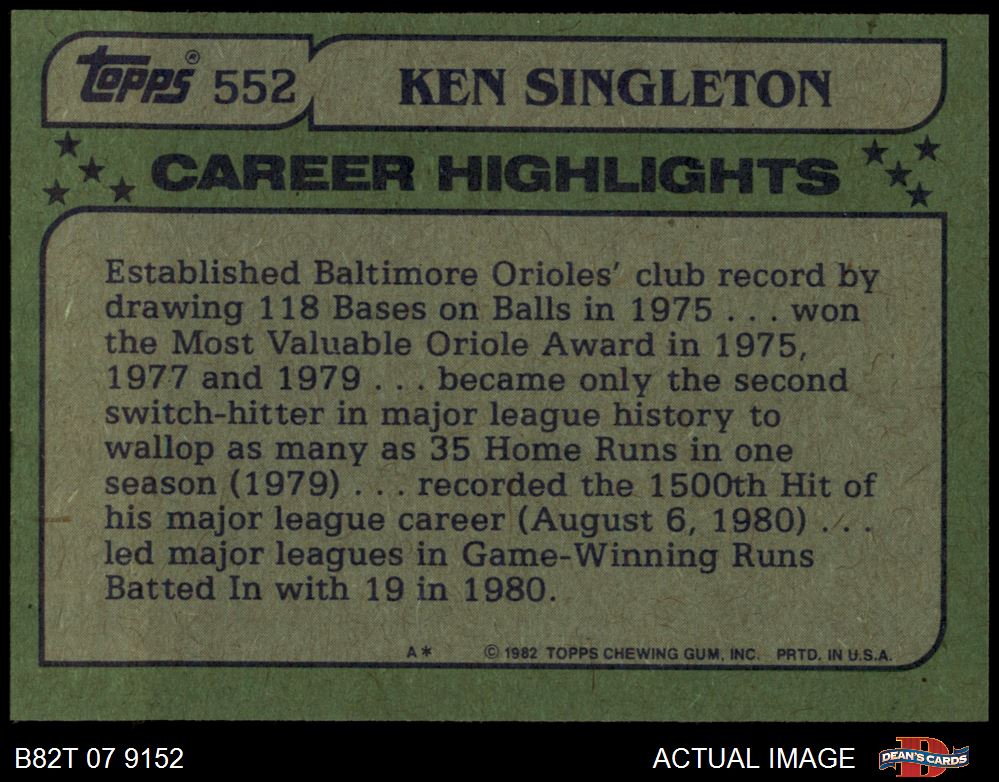 Topps® 552 KEN SINGLETON
CAREER HIGHLIGHTS
Established Baltimore Orioles' club record by
drawing 118 Bases on Balls in 1975 . . . won
the Most Valuable Oriole Award in 1975,
1977 and 1979 . . . became only the second
switch-hitter in major league history to
wallop as many as 35 Home Runs in one
season (1979) . . . recorded the 1500th Hit of
his major league career (August 6, 1980) . . .
led major leagues in Game-Winning Runs
Batted In with 19 in 1980.
A* © 1982 TOPPS CHEWING GUM, INC. PRTD. IN U.S.A.
B82T 07 9152 ACTUAL IMAGE DEAN'S CARDS